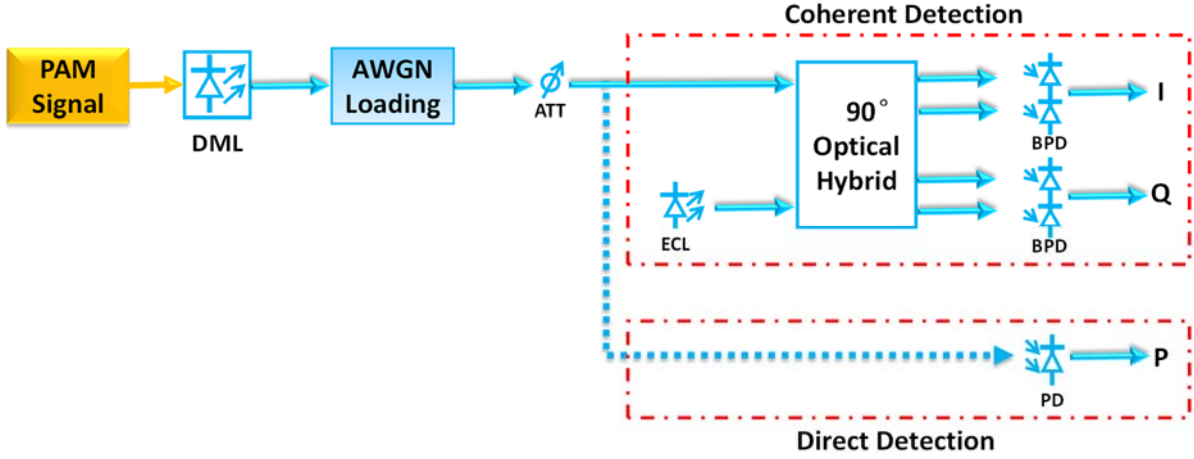 Coherent Detection
PAM
Signal
DML
AWGN
Loading
ATT
90°
Optical
Hybrid
ECL
BPD
I
BPD
Q
PD
P
Direct Detection